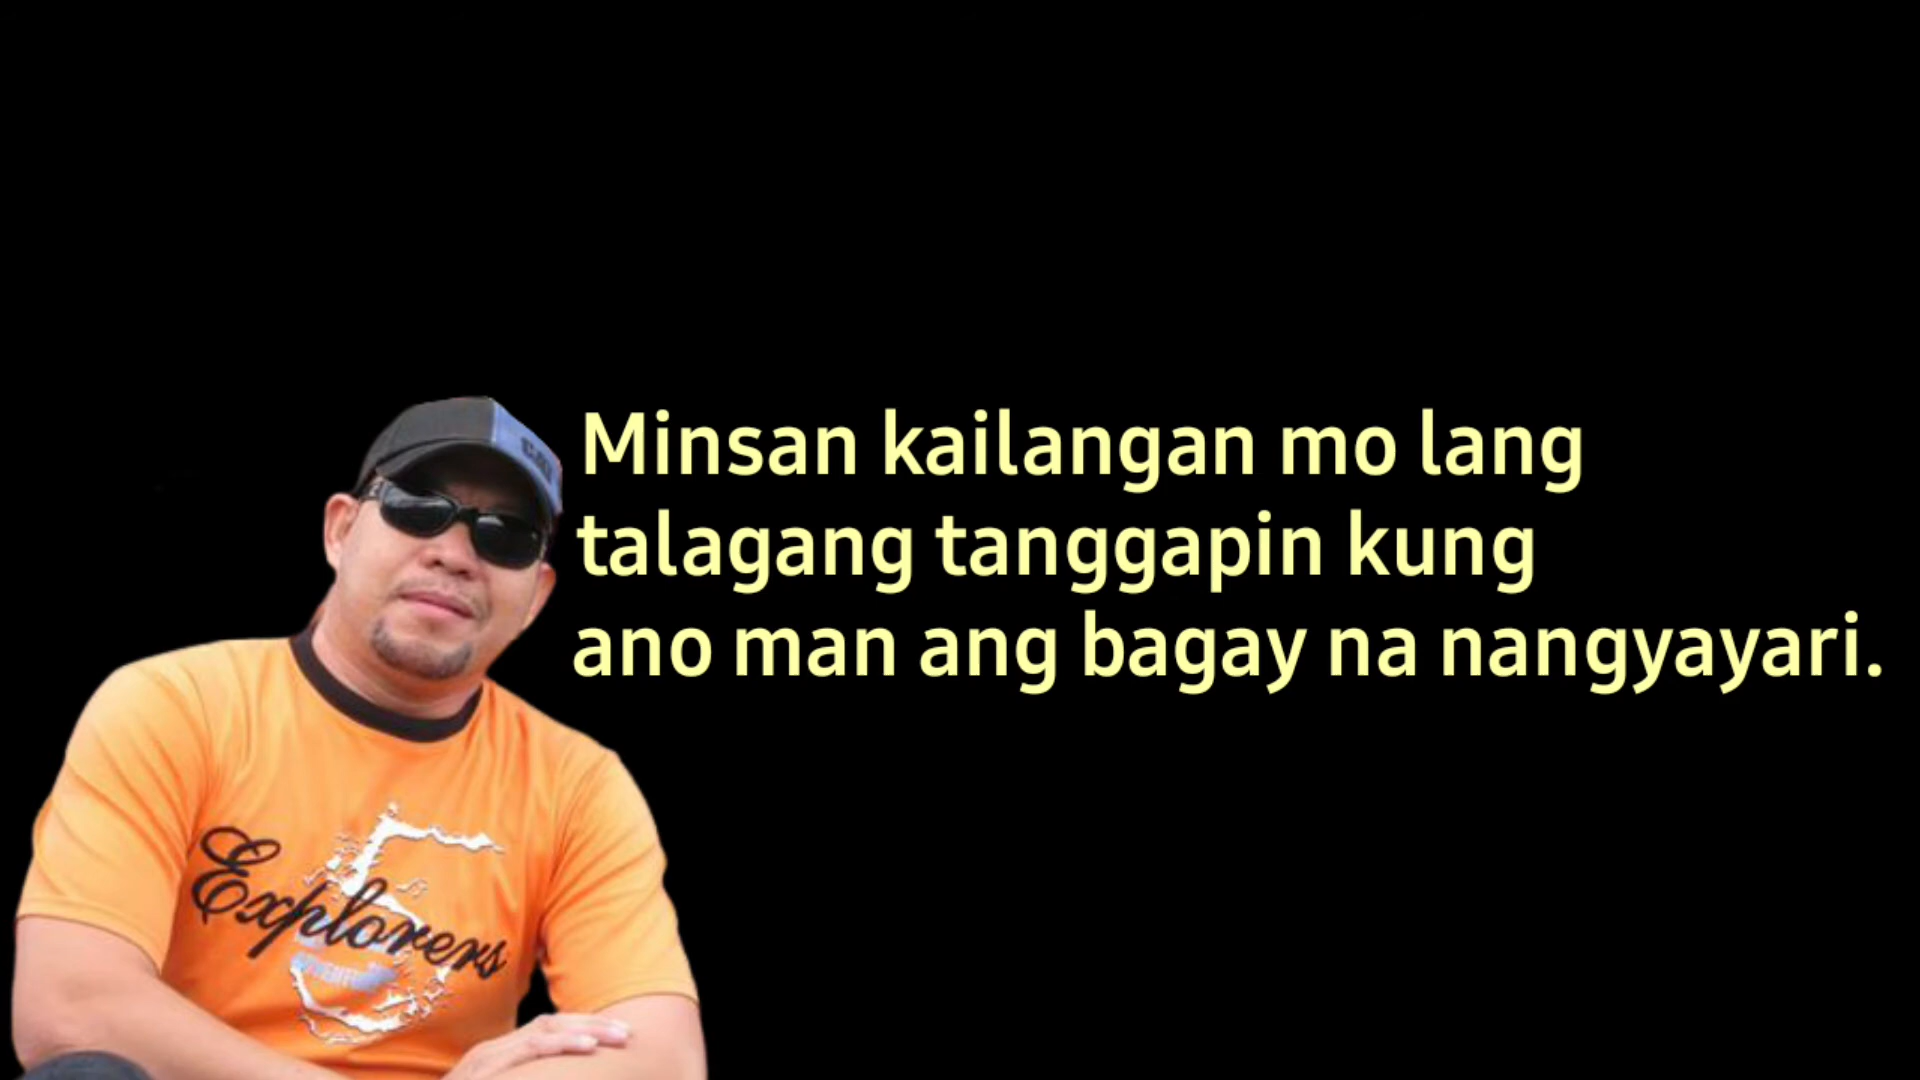 Minsan kailangan mo lang
talagang tanggapin kung
ano man ang bagay na nangyayari.
Explorers